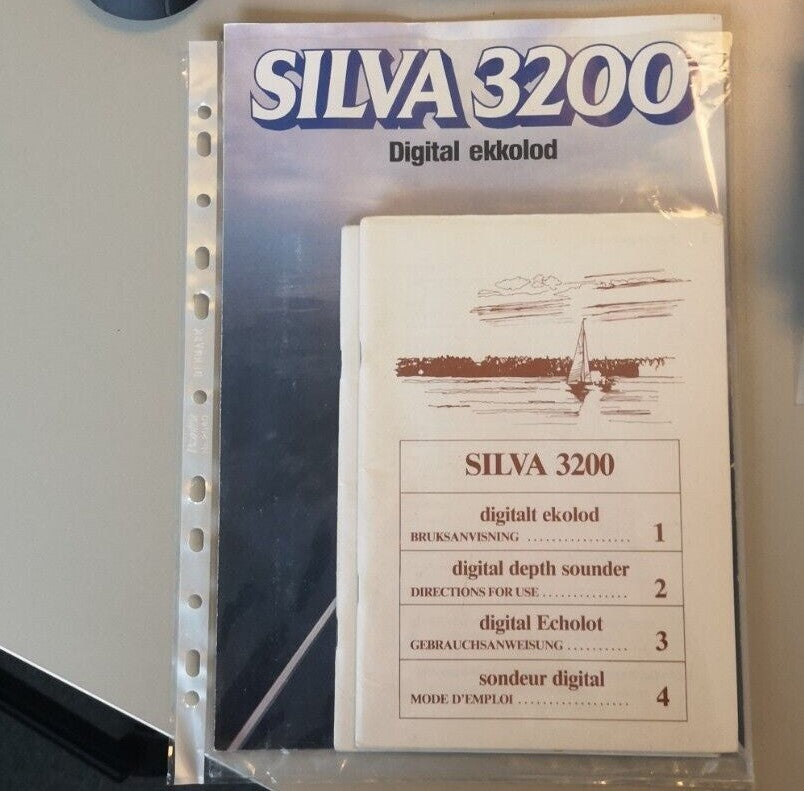 SILVA 3200
Digital ekkolod
SILVA 3200
digitalt ekolod
BRUKSANVISNING .................. 1
digital depth sounder
DIRECTIONS FOR USE .............. 2
digital Echolot
GEBRAUCHSANWEISUNG .......... 3
sondeur digital
MODE D'EMPLOI .................... 4